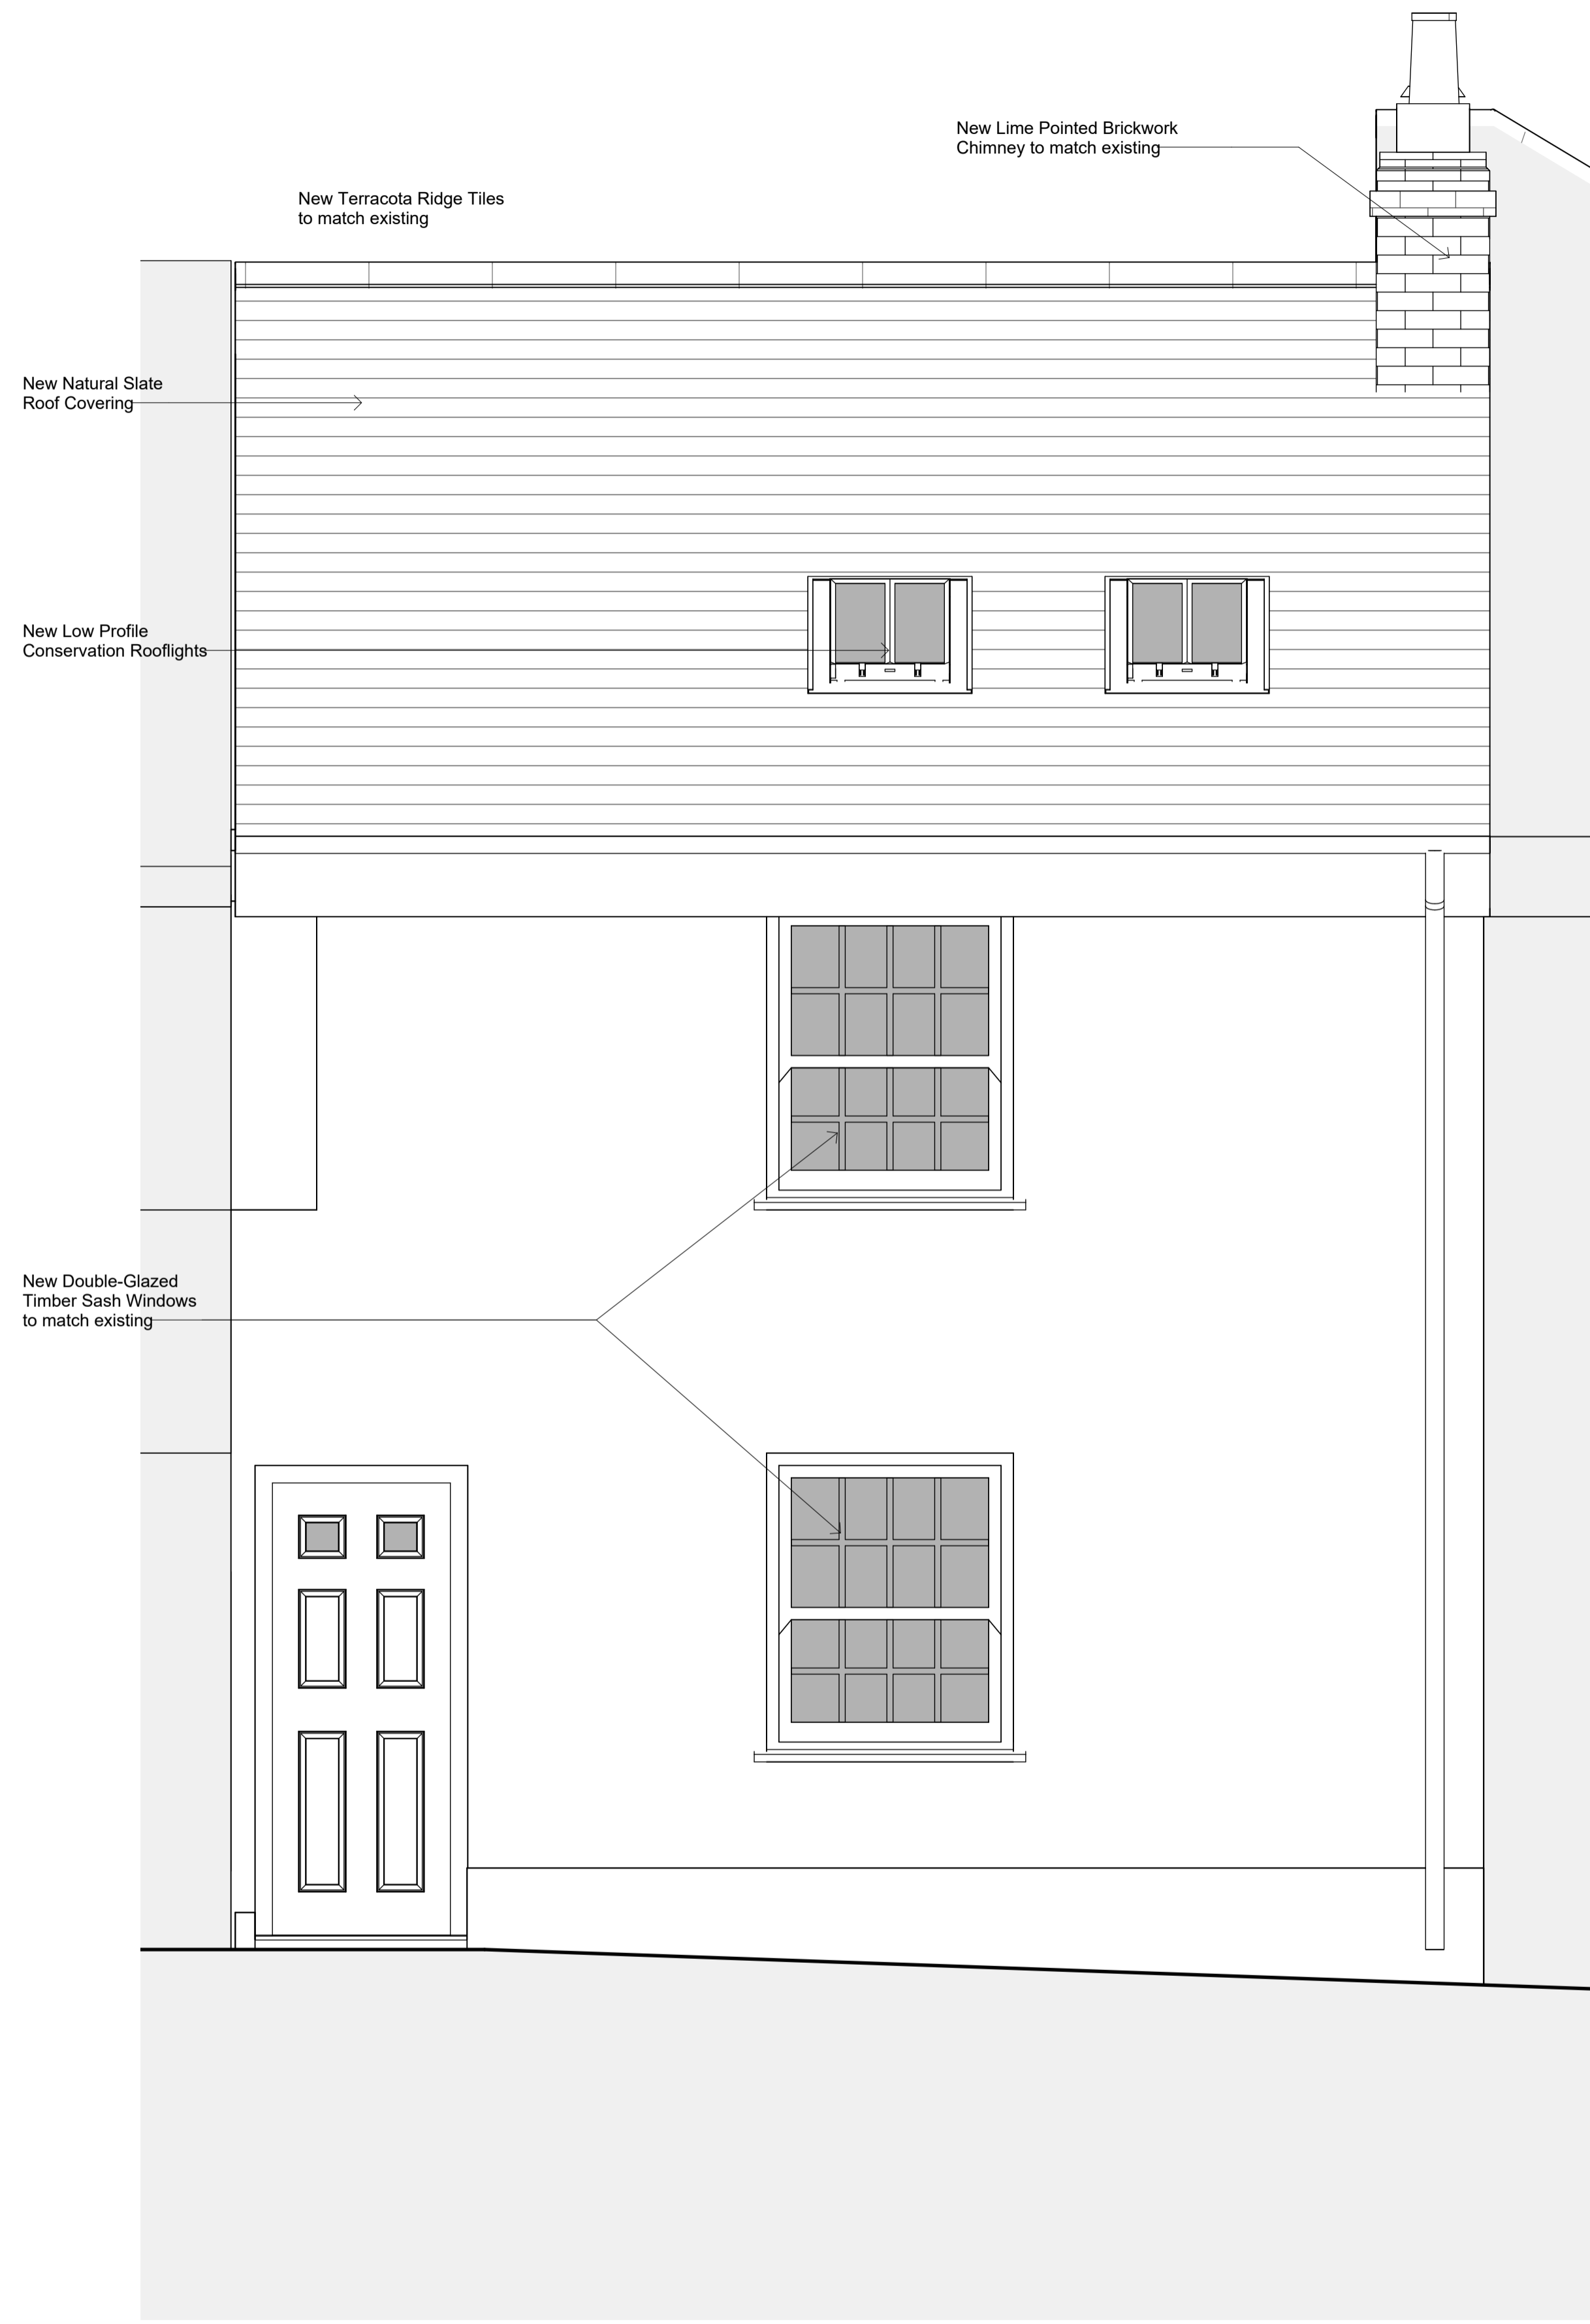 New Lime Pointed Brickwork
Chimney to match existing
New Terracota Ridge Tiles
to match existing
New Natural Slate
Roof Covering
New Low Profile
Conservation Rooflights
New Double-Glazed
Timber Sash Windows
to match existing